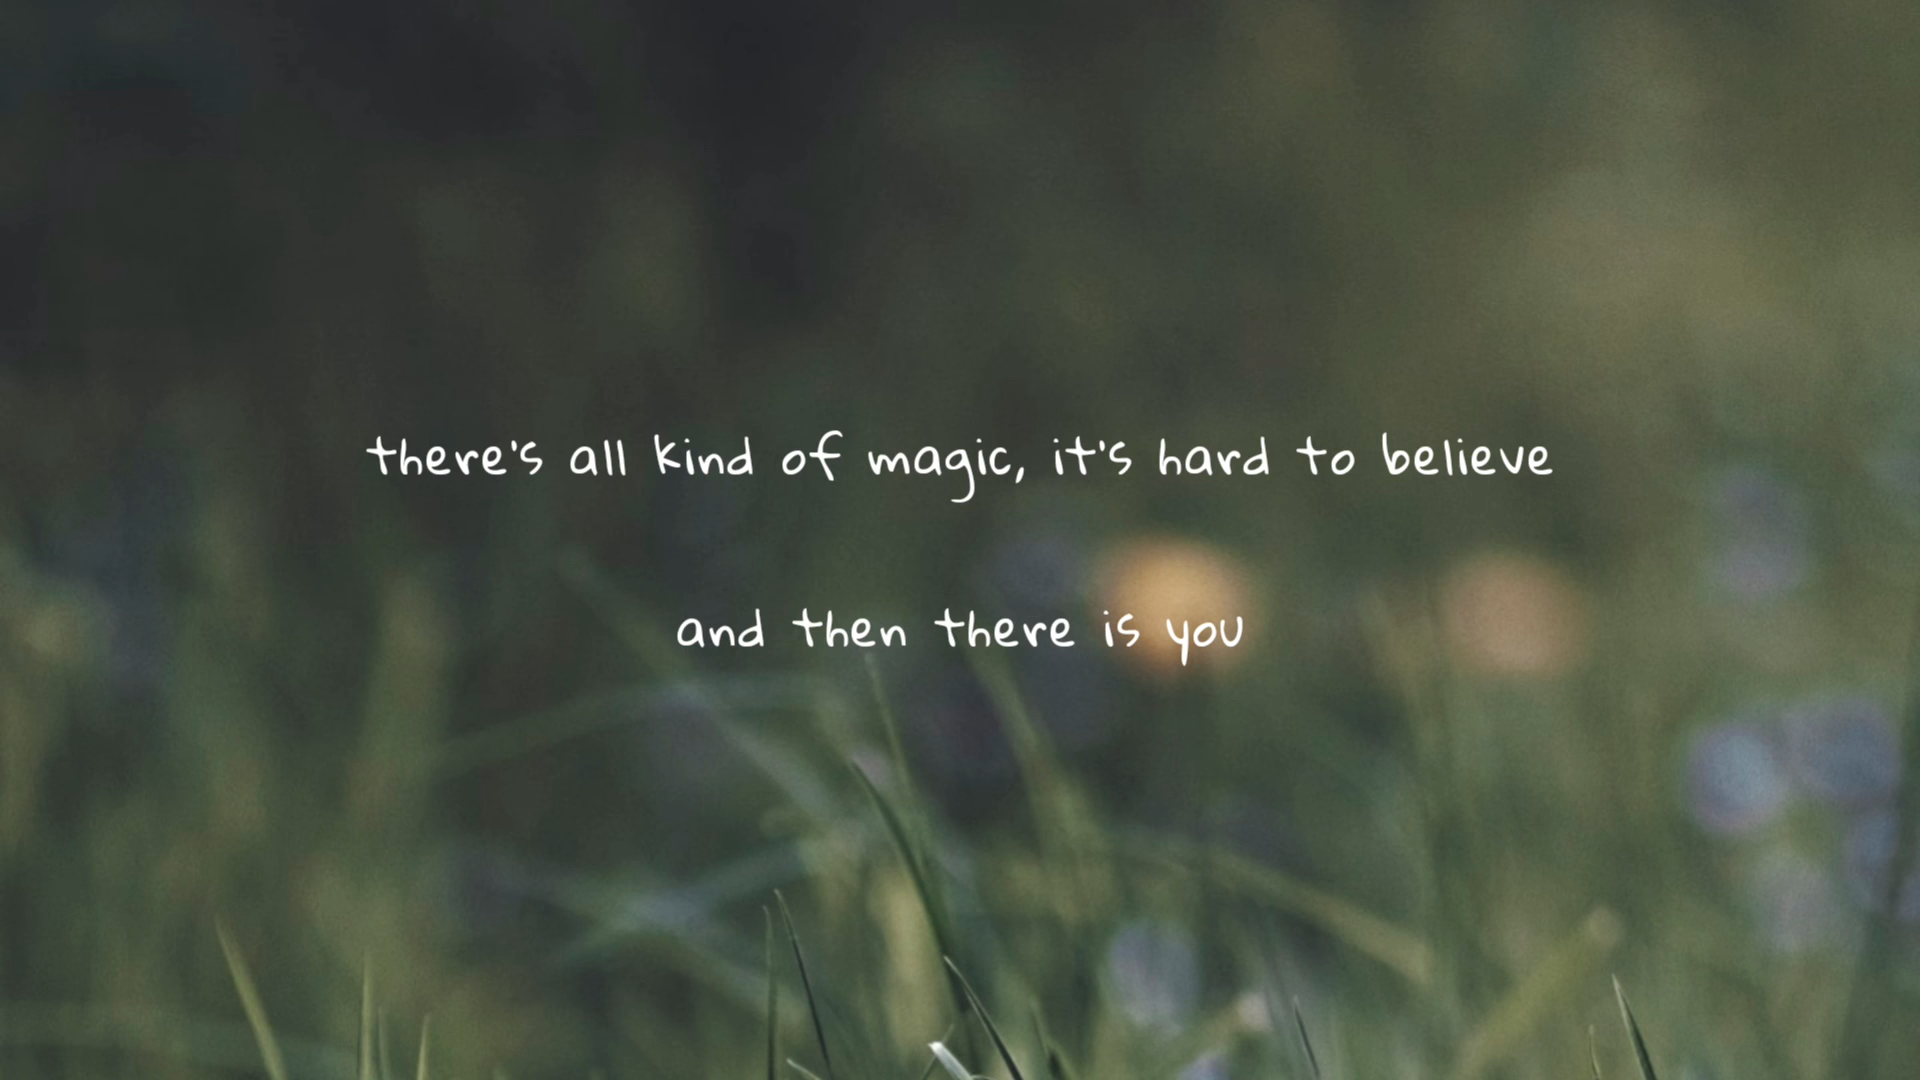 there's all kind of magic, it's hard to believe
and then there is you